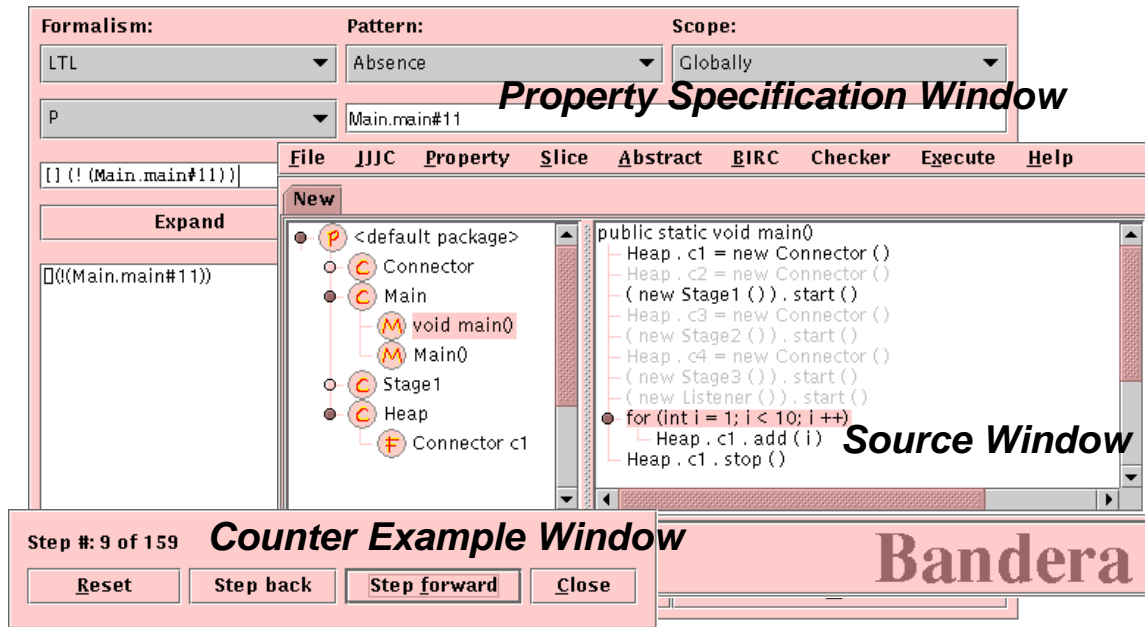 Formalism: Pattern: Scope:
LTL Absence Globally
Property Specification Window
P Main.main#11
[] (! (Main.main#11))
Expand
[](!((Main.main#11))
File JJJC Property Slice Abstract BIRC Checker Execute Help
New
P <default package>
C Connector
C Main
M void main()
M Main()
C Stage1
C Heap
F Connector c1
public static void main()
Heap . c1 = new Connector ()
Heap . c2 = new Connector ()
( new Stage1 ()) . start ()
Heap . c3 = new Connector ()
( new Stage2 ()) . start ()
Heap . c4 = new Connector ()
( new Stage3 ()) . start ()
( new Listener ()) . start ()
for (int i = 1; i < 10; i ++)
Heap . c1 . add ( i )
Heap . c1 . stop ()
Source Window
Counter Example Window
Step #: 9 of 159
Reset Step back Step forward Close
Bandera